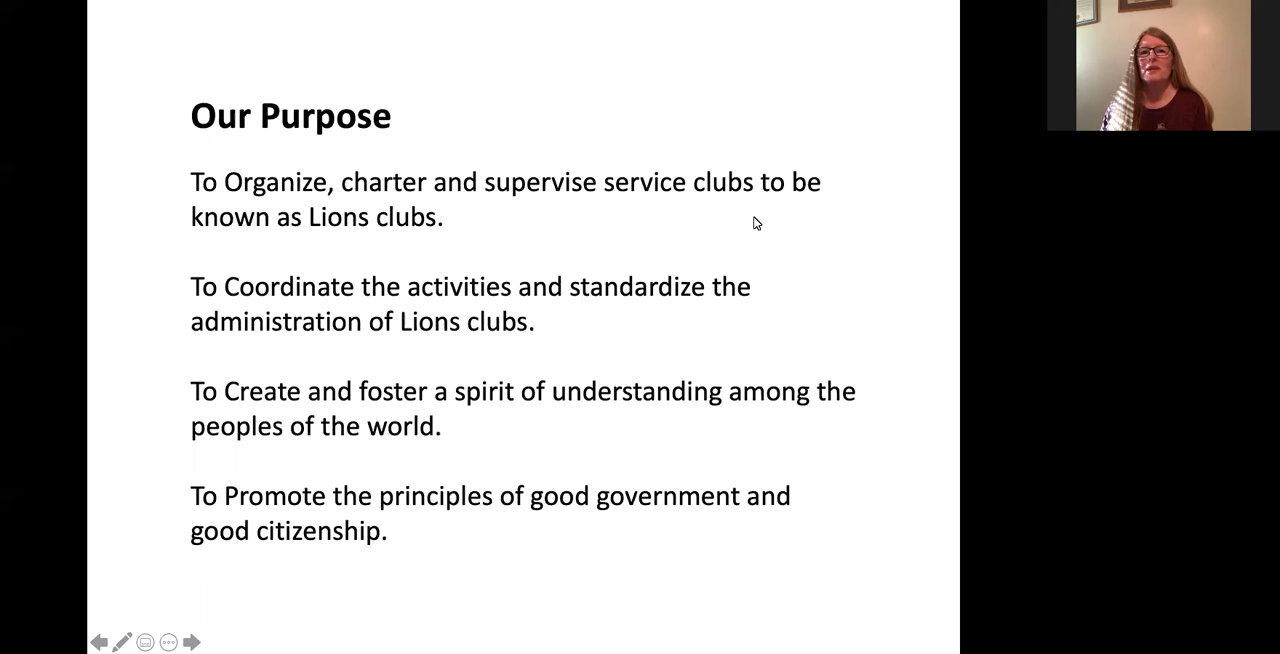 Our Purpose
To Organize, charter and supervise service clubs to be
known as Lions clubs.
To Coordinate the activities and standardize the
administration of Lions clubs.
To Create and foster a spirit of understanding among the
peoples of the world.
To Promote the principles of good government and
good citizenship.